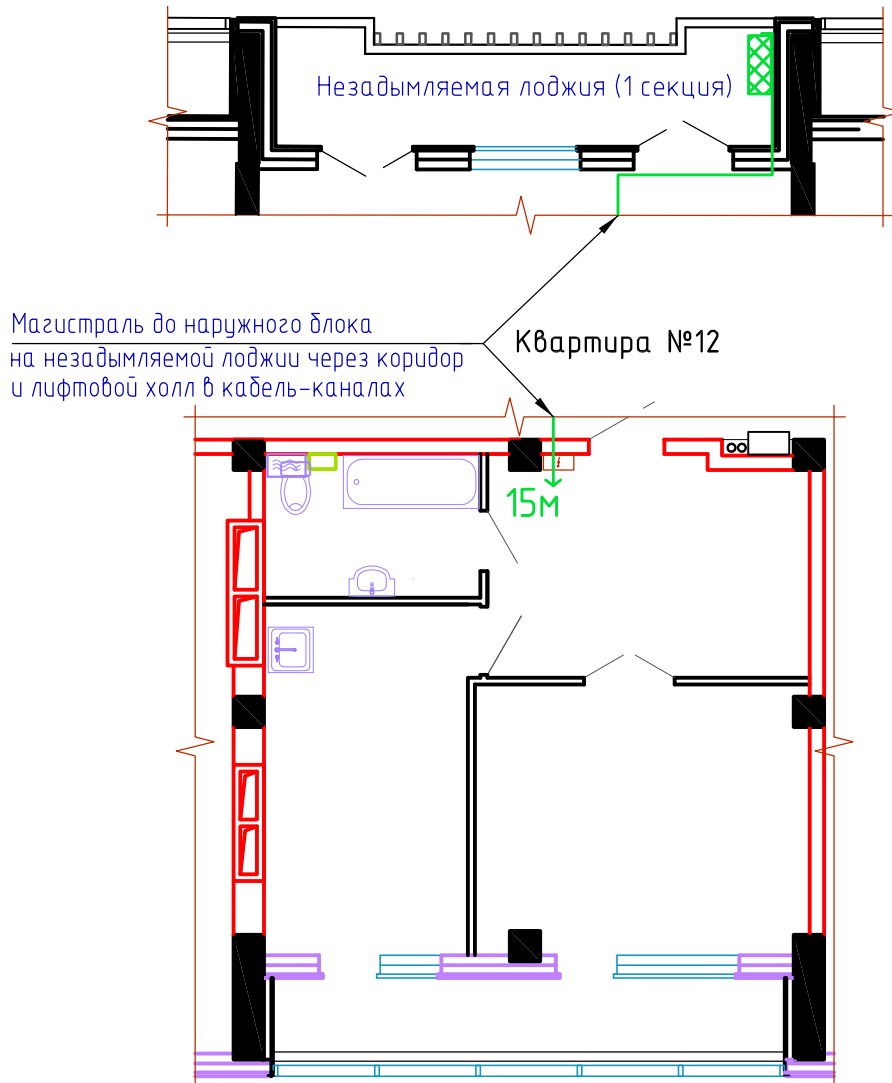 Незадымляемая лоджия (1 секция)
Магистраль до наружного блока
на незадымляемой лоджии через коридор
и лифтовой холл в кабель-каналах
Квартира №12
15м